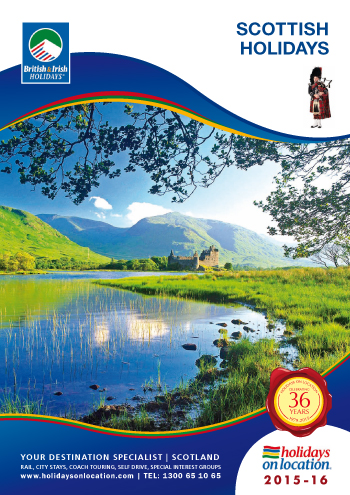 SCOTTISH
HOLIDAYS
British & Irish
HOLIDAYS
YOUR DESTINATION SPECIALIST | SCOTLAND
RAIL, CITY STAYS, COACH TOURING, SELF DRIVE, SPECIAL INTEREST GROUPS
www.holidaysonlocation.com | TEL: 1300 65 10 65
36
YEARS
holidays
on location
2015-16